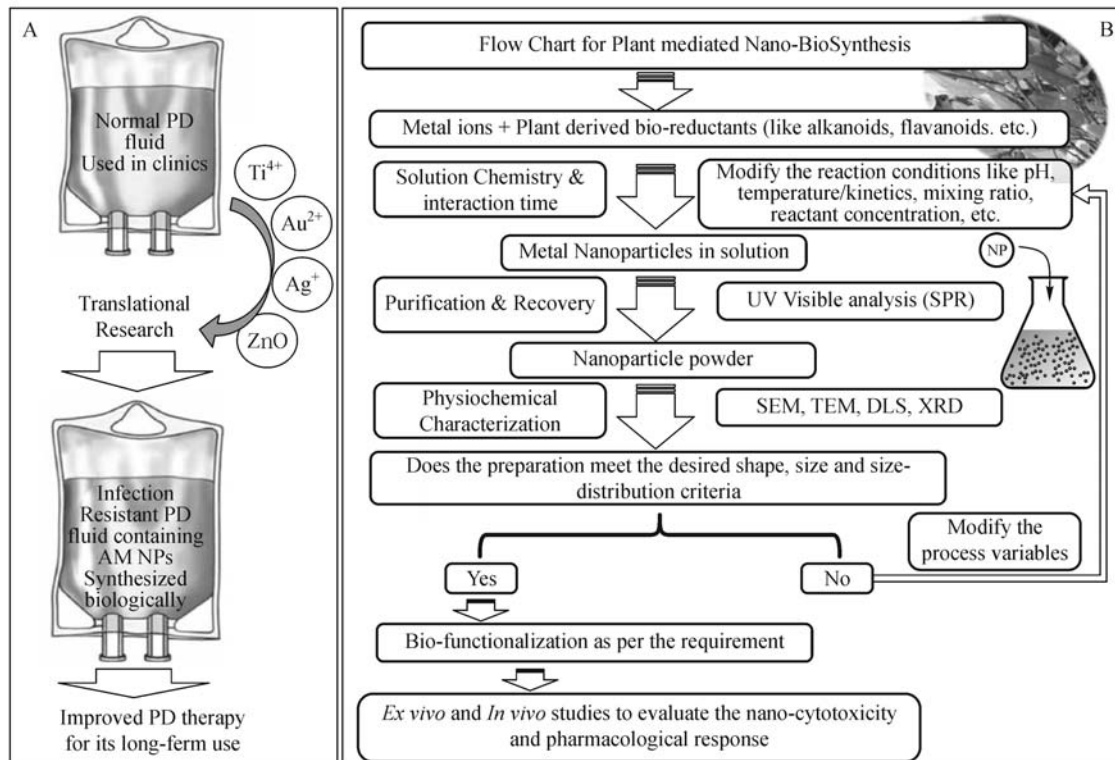 A
Normal PD
fluid
Used in clinics
Ti⁴⁺
Au²⁺
Ag⁺
ZnO
Translational
Research
Infection
Resistant PD
fluid containing
AM NPs
Synthesized
biologically
Improved PD therapy
for its long-ferm use
B
Flow Chart for Plant mediated Nano-BioSynthesis
Metal ions + Plant derived bio-reductants (like alkanoids, flavanoids. etc.)
Solution Chemistry &
interaction time
Modify the reaction conditions like pH,
temperature/kinetics, mixing ratio,
reactant concentration, etc.
Metal Nanoparticles in solution
NP
Purification & Recovery
UV Visible analysis (SPR)
Nanoparticle powder
Physiochemical
Characterization
SEM, TEM, DLS, XRD
Does the preparation meet the desired shape, size and size-
distribution criteria
Modify the
process variables
Yes
No
Bio-functionalization as per the requirement
Ex vivo and In vivo studies to evaluate the nano-cytotoxicity
and pharmacological response